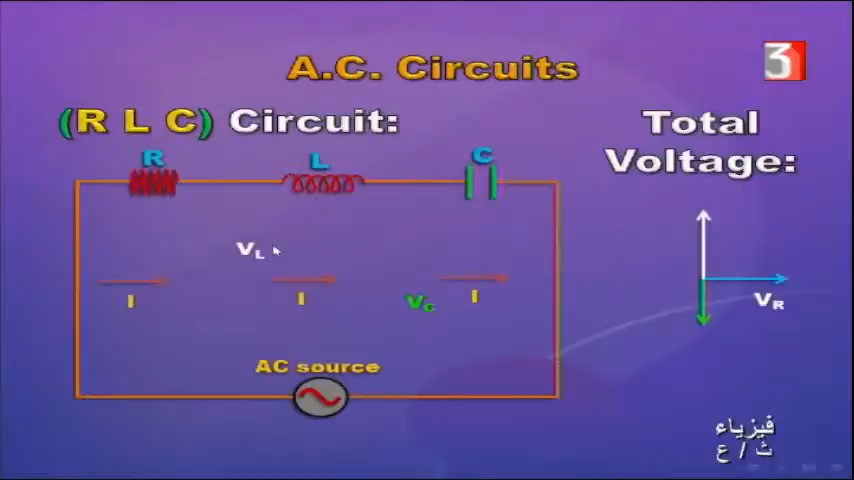 A.C. Circuits
3
(R L C) Circuit:
Total
Voltage:
R
L
C
VL
I
I
VC
I
VR
AC source
فيزياء
ث / ع